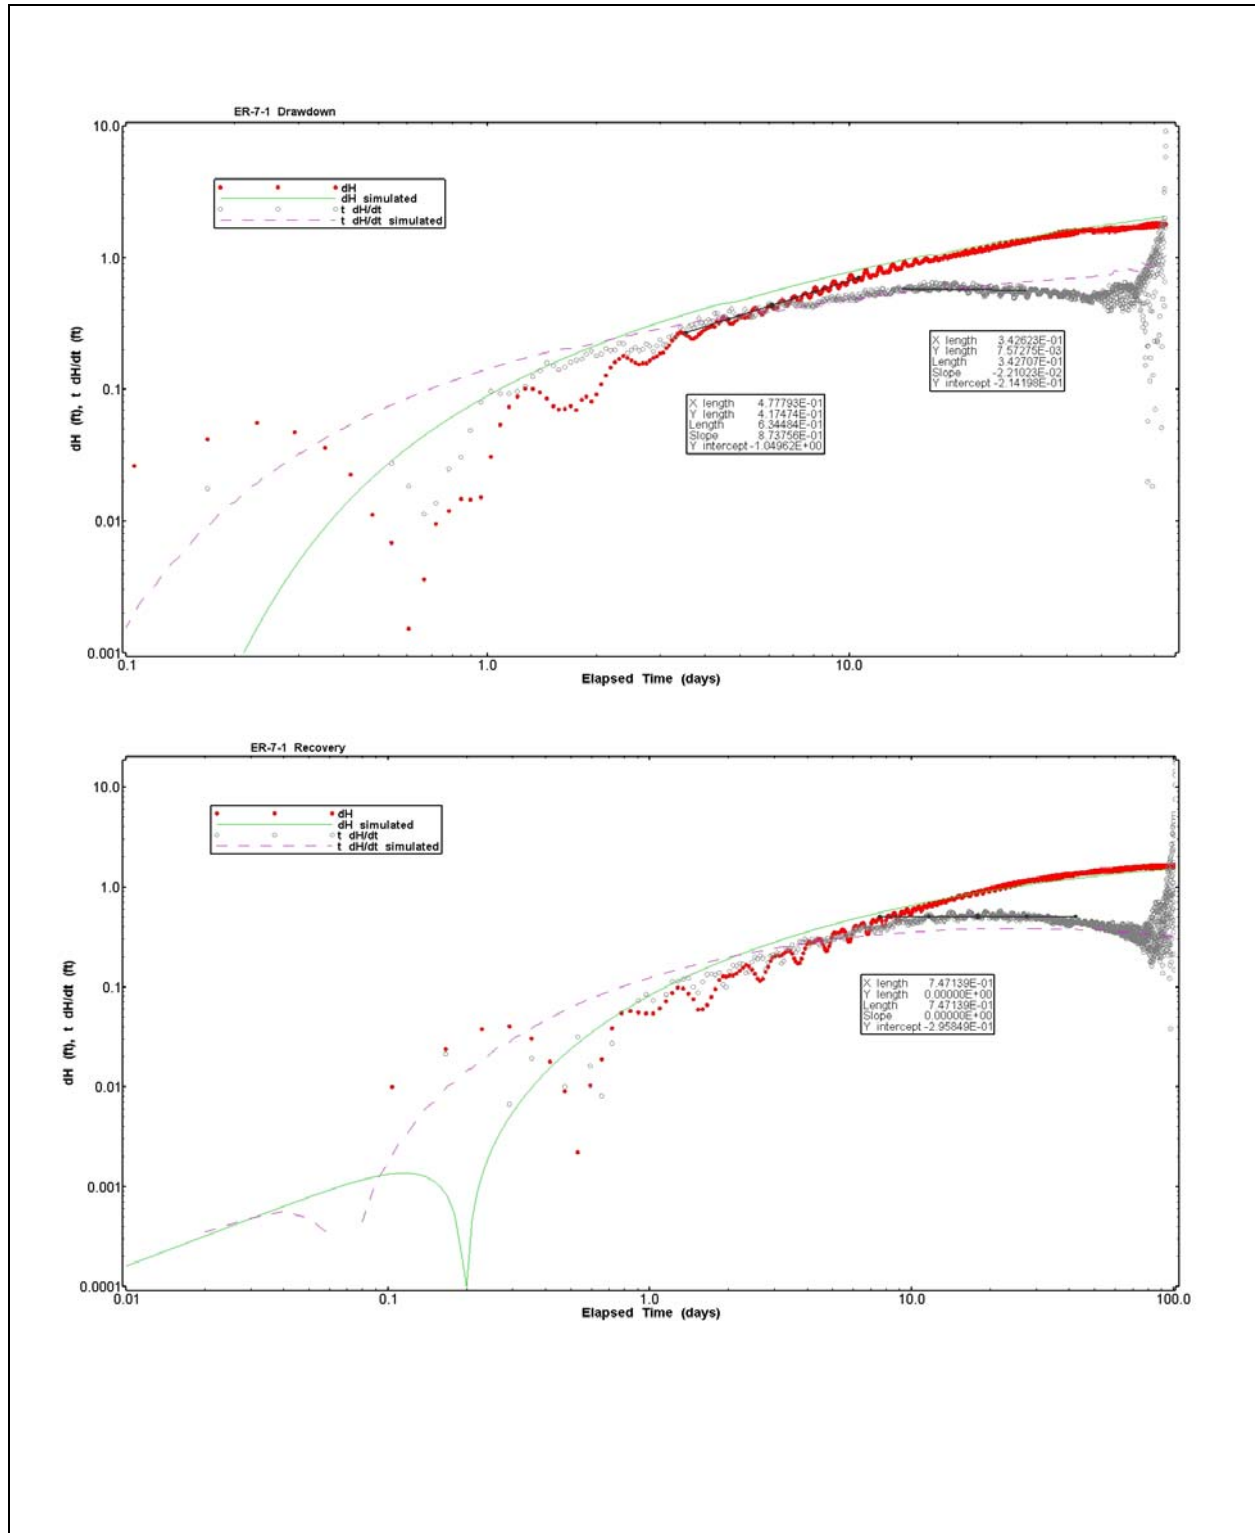 ER-7-1 Drawdown
10.0
dH
dH simulated
t dH/dt
t dH/dt simulated
1.0
X length 3.42623E-01
Y length 7.57275E-03
Length 3.42707E-01
Slope -2.21023E-02
Y intercept -2.14198E-01
0.1
X length 4.77793E-01
Y length 4.17474E-01
Length 6.34484E-01
Slope 8.73756E-01
Y intercept -1.04962E+00
dH (ft), t dH/dt (ft)
0.01
0.001
0.1 1.0 10.0
Elapsed Time (days)
ER-7-1 Recovery
10.0
dH
dH simulated
t dH/dt
t dH/dt simulated
1.0
0.1
X length 7.47139E-01
Y length 0.00000E+00
Length 7.47139E-01
Slope 0.00000E+00
Y intercept -2.95849E-01
dH (ft), t dH/dt (ft)
0.01
0.001
0.0001
0.01 0.1 1.0 10.0 100.0
Elapsed Time (days)